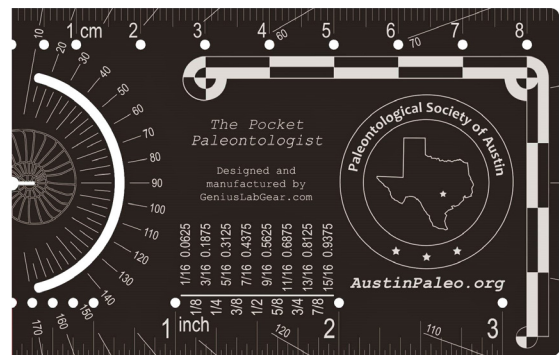 1 cm 2 3 4 5 6 7 8
60 70
10 20 30 40 50 60 70 80 90 100 110 120 130 140 150 160 170
The Pocket
Paleontologist
Designed and
manufactured by
GeniusLabGear.com
Paleontological Society of Austin
AustinPaleo.org
1/16 0.0625
1/8
3/16 0.1875
1/4
5/16 0.3125
3/8
7/16 0.4375
1/2
9/16 0.5625
5/8
11/16 0.6875
3/4
13/16 0.8125
7/8
15/16 0.9375
1 inch 2 3
120 110